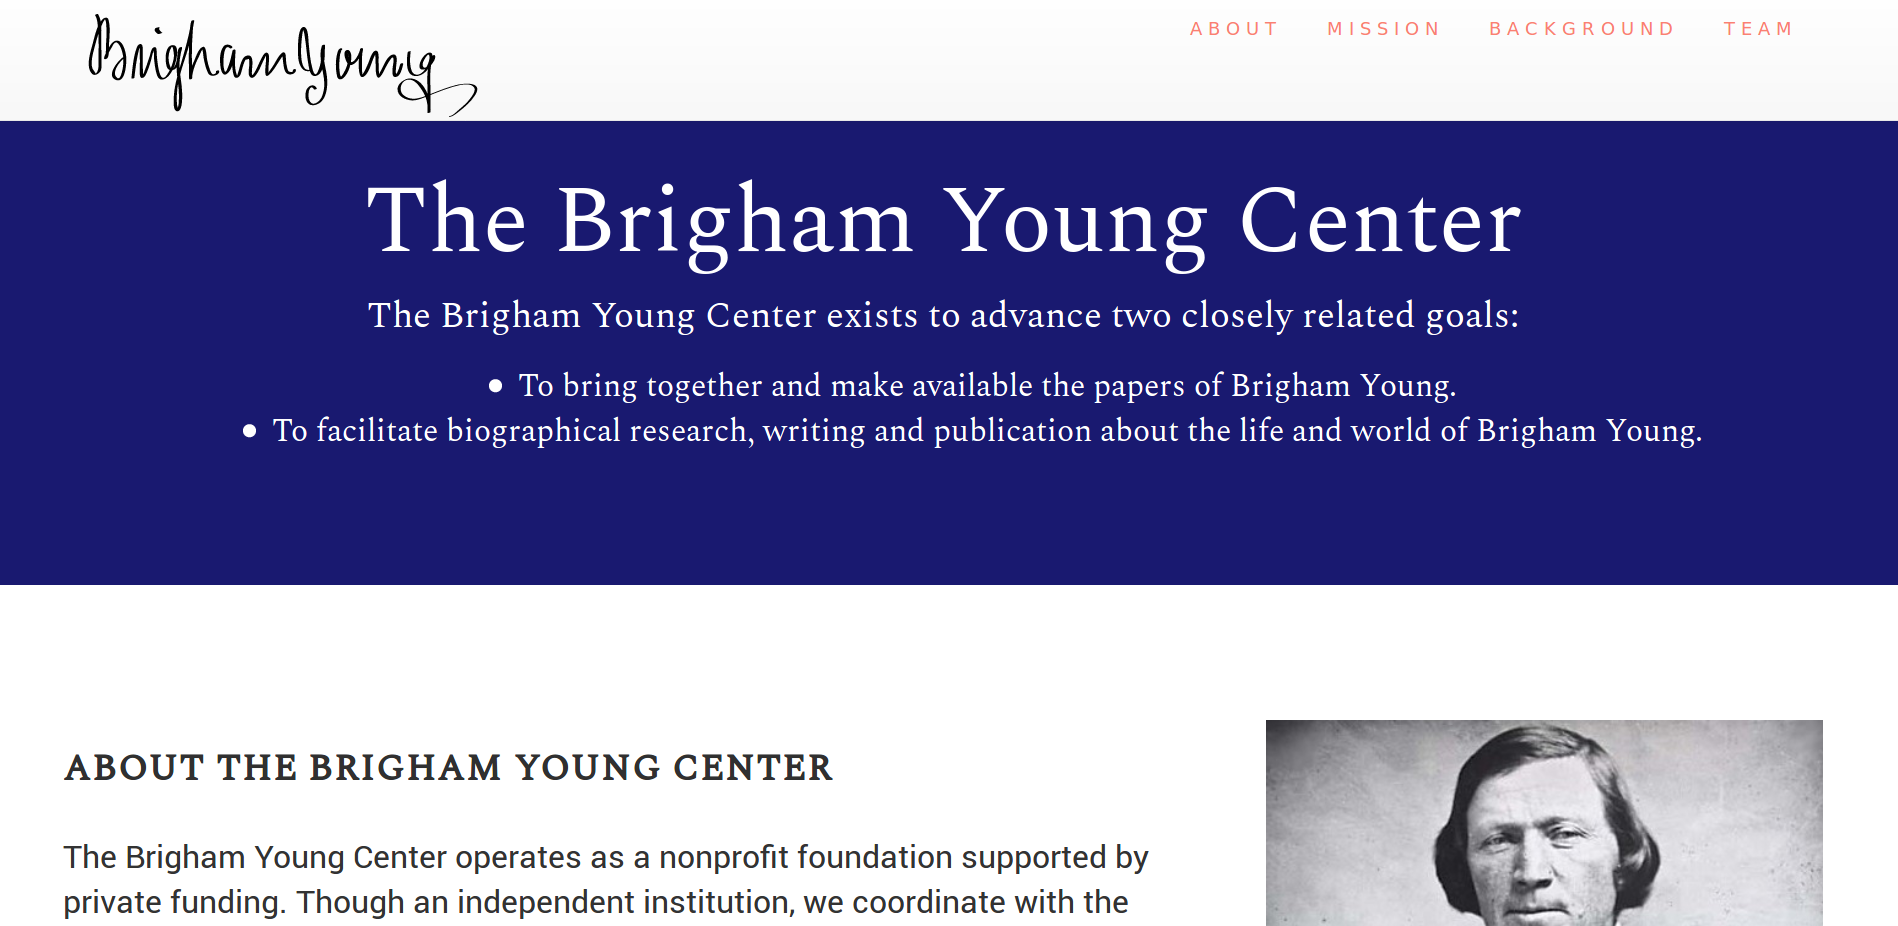 Brigham Young
ABOUT MISSION BACKGROUND TEAM
The Brigham Young Center
The Brigham Young Center exists to advance two closely related goals:
• To bring together and make available the papers of Brigham Young.
• To facilitate biographical research, writing and publication about the life and world of Brigham Young.
ABOUT THE BRIGHAM YOUNG CENTER
The Brigham Young Center operates as a nonprofit foundation supported by
private funding. Though an independent institution, we coordinate with the